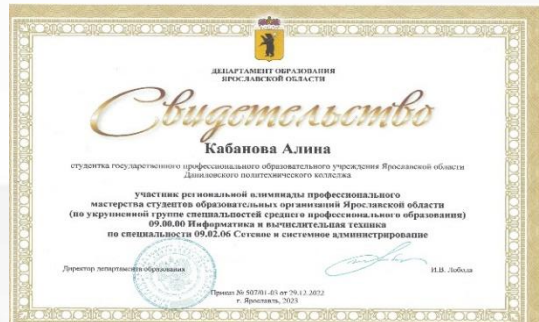 ДЕПАРТАМЕНТ ОБРАЗОВАНИЯ
ЯРОСЛАВСКОЙ ОБЛАСТИ
Свидетельство
Кабанова Алина
студентка государственного профессионального образовательного учреждения Ярославской области
Даниловского политехнического колледжа
участник региональной олимпиады профессионального
мастерства студентов образовательных организаций Ярославской области
(по укрупненной группе специальностей среднего профессионального образования)
09.00.00 Информатика и вычислительная техника
по специальности 09.02.06 Сетевое и системное администрирование
Директор департамента образования
И.В. Лобода
Приказ № 507/01-03 от 29.12.2022
г. Ярославль, 2023